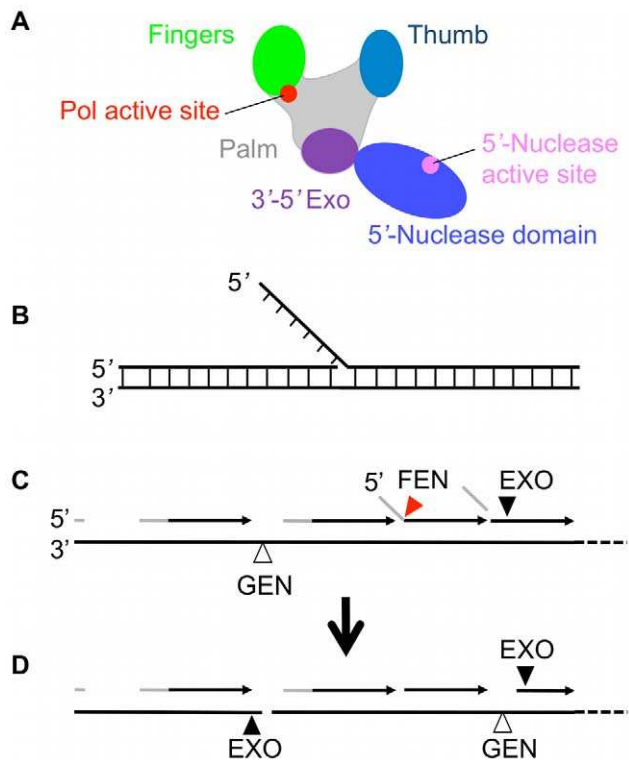 A
Fingers
Thumb
Pol active site
Palm
5’-Nuclease
active site
3’-5’ Exo
5’-Nuclease domain
5’
B
5’
3’
C
5’ FEN
EXO
5’
3’
GEN
D
EXO
EXO
GEN